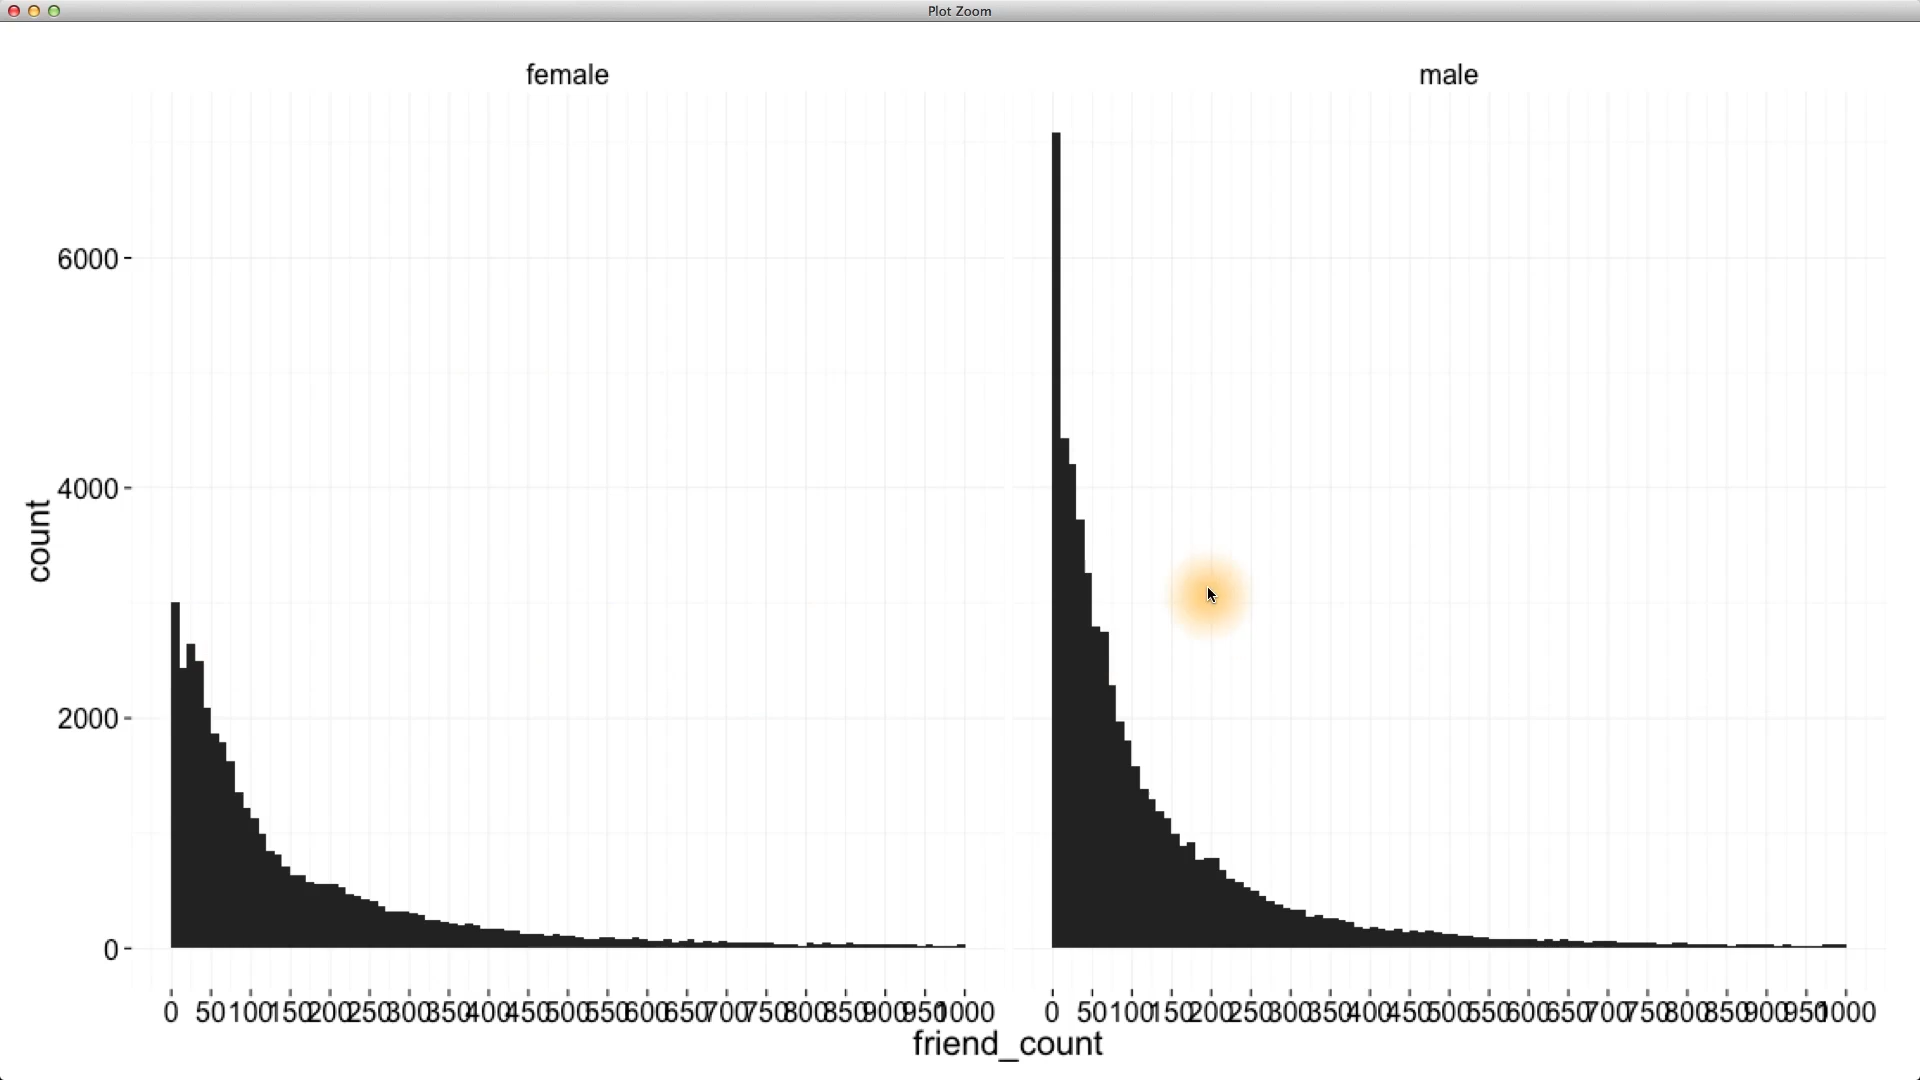 Plot Zoom
female male
6000
4000
count
2000
0
0 50 100 150 200 250 300 350 400 450 500 550 600 650 700 750 800 850 900 950 1000 0 50 100 150 200 250 300 350 400 450 500 550 600 650 700 750 800 850 900 950 1000
friend_count